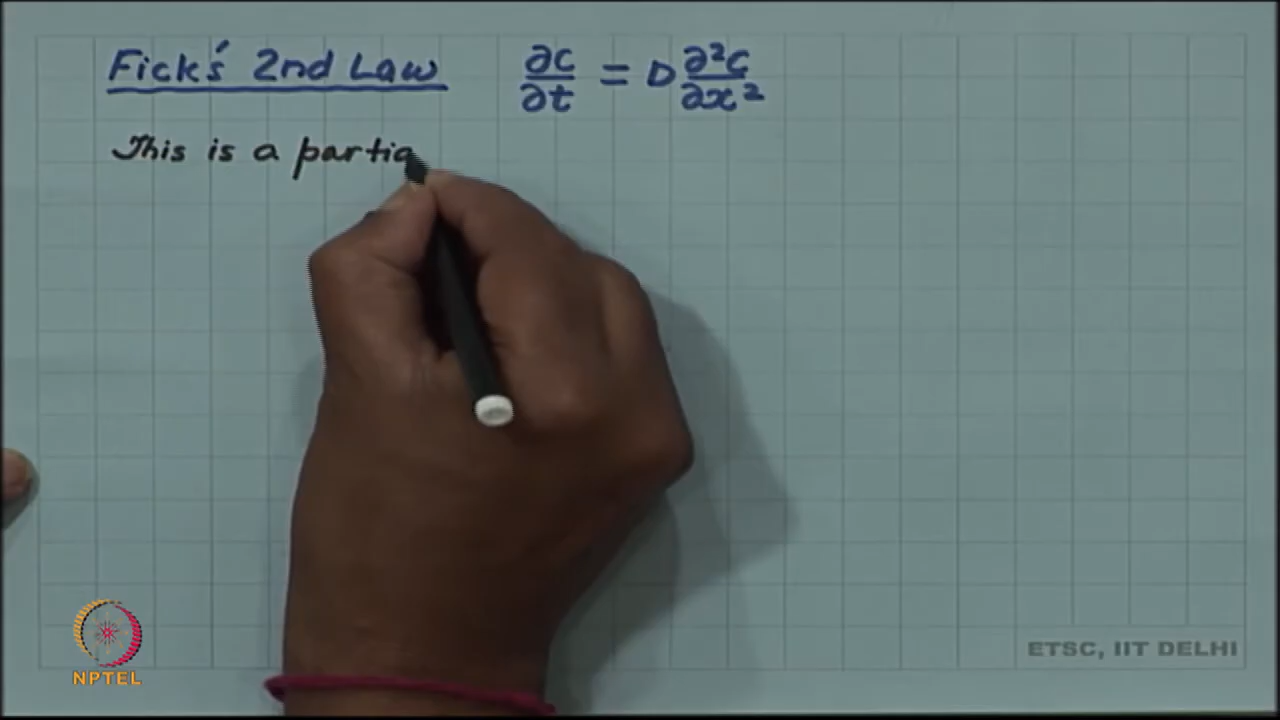 Fick's 2nd Law ∂C/∂t = D ∂²C/∂x²
This is a partia
NPTEL
ETSC, IIT DELHI